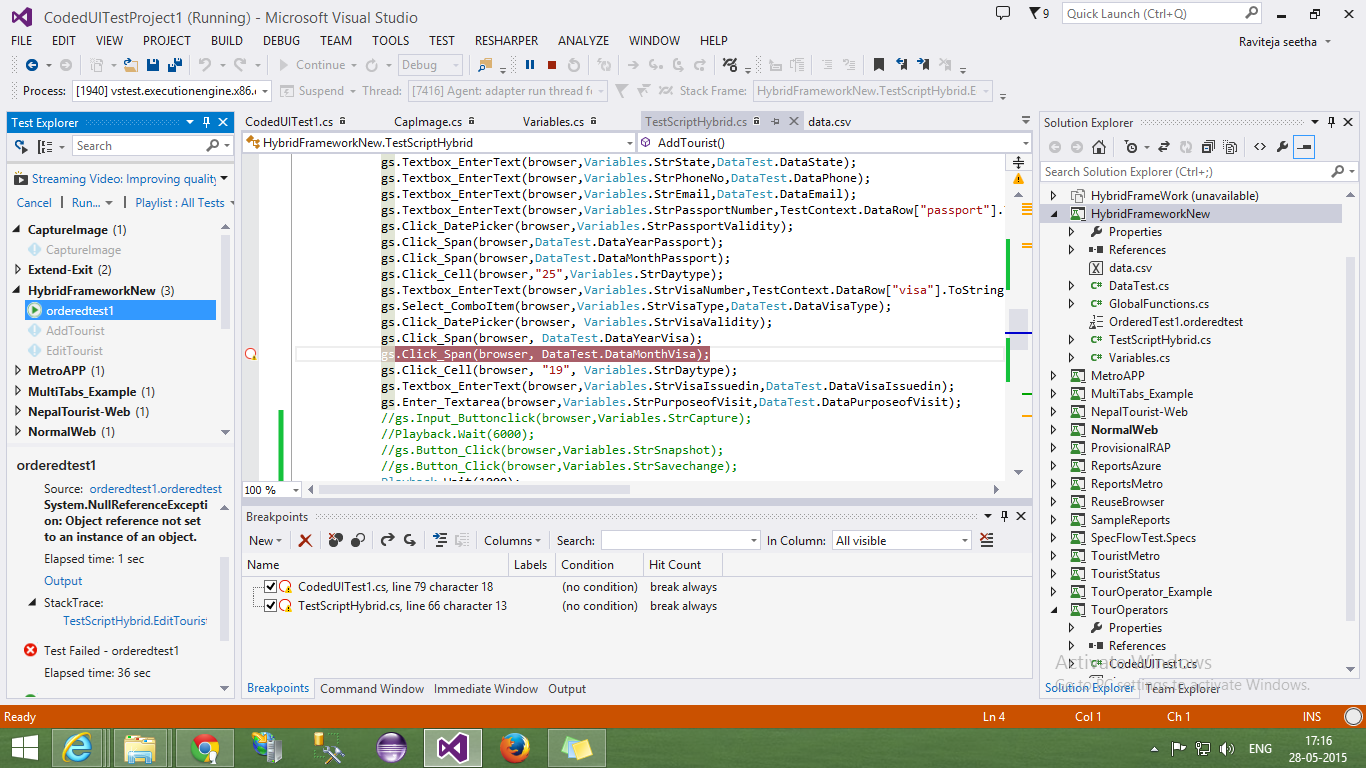 CodedUITestProject1 (Running) - Microsoft Visual Studio
9
Quick Launch (Ctrl+Q)
FILE EDIT VIEW PROJECT BUILD DEBUG TEAM TOOLS TEST RESHARPER ANALYZE WINDOW HELP
Raviteja seetha
Continue
Debug
Process: [1940] vstest.executionengine.x86.
Suspend
Thread: [7416] Agent: adapter run thread f
Stack Frame: HybridFrameworkNew.TestScriptHybrid.E
Test Explorer
Search
Streaming Video: Improving quality
Cancel Run... Playlist : All Tests
CaptureImage (1)
CaptureImage
Extend-Exit (2)
HybridFrameworkNew (3)
orderedtest1
AddTourist
EditTourist
MetroAPP (1)
MultiTabs_Example (1)
NepalTourist-Web (1)
NormalWeb (1)
orderedtest1
Source: orderedtest1.orderedtest
System.NullReferenceExcepti
on: Object reference not set
to an instance of an object.
Elapsed time: 1 sec
Output
StackTrace:
TestScriptHybrid.EditTouris
Test Failed - orderedtest1
Elapsed time: 36 sec
CodedUITest1.cs
CapImage.cs
Variables.cs
TestScriptHybrid.cs
data.csv
HybridFrameworkNew.TestScriptHybrid
AddTourist()
gs.Textbox_EnterText(browser,Variables.StrState,DataTest.DataState);
gs.Textbox_EnterText(browser,Variables.StrPhoneNo,DataTest.DataPhone);
gs.Textbox_EnterText(browser,Variables.StrEmail,DataTest.DataEmail);
gs.Textbox_EnterText(browser,Variables.StrPassportNumber,TestContext.DataRow["passport"].
gs.Click_DatePicker(browser,Variables.StrPassportValidity);
gs.Click_Span(browser,DataTest.DataYearPassport);
gs.Click_Span(browser,DataTest.DataMonthPassport);
gs.Click_Cell(browser,"25",Variables.StrDaytype);
gs.Textbox_EnterText(browser,Variables.StrVisaNumber,TestContext.DataRow["visa"].ToString
gs.Select_ComboItem(browser,Variables.StrVisaType,DataTest.DataVisaType);
gs.Click_DatePicker(browser, Variables.StrVisaValidity);
gs.Click_Span(browser, DataTest.DataYearVisa);
gs.Click_Span(browser, DataTest.DataMonthVisa);
gs.Click_Cell(browser, "19", Variables.StrDaytype);
gs.Textbox_EnterText(browser,Variables.StrVisaIssuedin,DataTest.DataVisaIssuedin);
gs.Enter_Textarea(browser,Variables.StrPurposeofVisit,DataTest.DataPurposeofVisit);
//gs.Input_Buttonclick(browser,Variables.StrCapture);
//Playback.Wait(6000);
//gs.Button_Click(browser,Variables.StrSnapshot);
//gs.Button_Click(browser,Variables.StrSavechange);
Playback.Wait(1000);
100 %
Breakpoints
New
Columns
Search:
In Column: All visible
Name Labels Condition Hit Count
CodedUITest1.cs, line 79 character 18 (no condition) break always
TestScriptHybrid.cs, line 66 character 13 (no condition) break always
Breakpoints Command Window Immediate Window Output
Solution Explorer
Search Solution Explorer (Ctrl+;)
HybridFrameWork (unavailable)
HybridFrameworkNew
Properties
References
data.csv
DataTest.cs
GlobalFunctions.cs
OrderedTest1.orderedtest
TestScriptHybrid.cs
Variables.cs
MetroAPP
MultiTabs_Example
NepalTourist-Web
NormalWeb
ProvisionalRAP
ReportsAzure
ReportsMetro
ReuseBrowser
SampleReports
SpecFlowTest.Specs
TouristMetro
TouristStatus
TourOperator_Example
TourOperators
Properties
References
CodedUITest1.cs
Activate Windows
Go to PC settings to activate Windows.
Solution Explorer Team Explorer
Ready
Ln 4
Col 1
Ch 1
INS
ENG
17:16
28-05-2015